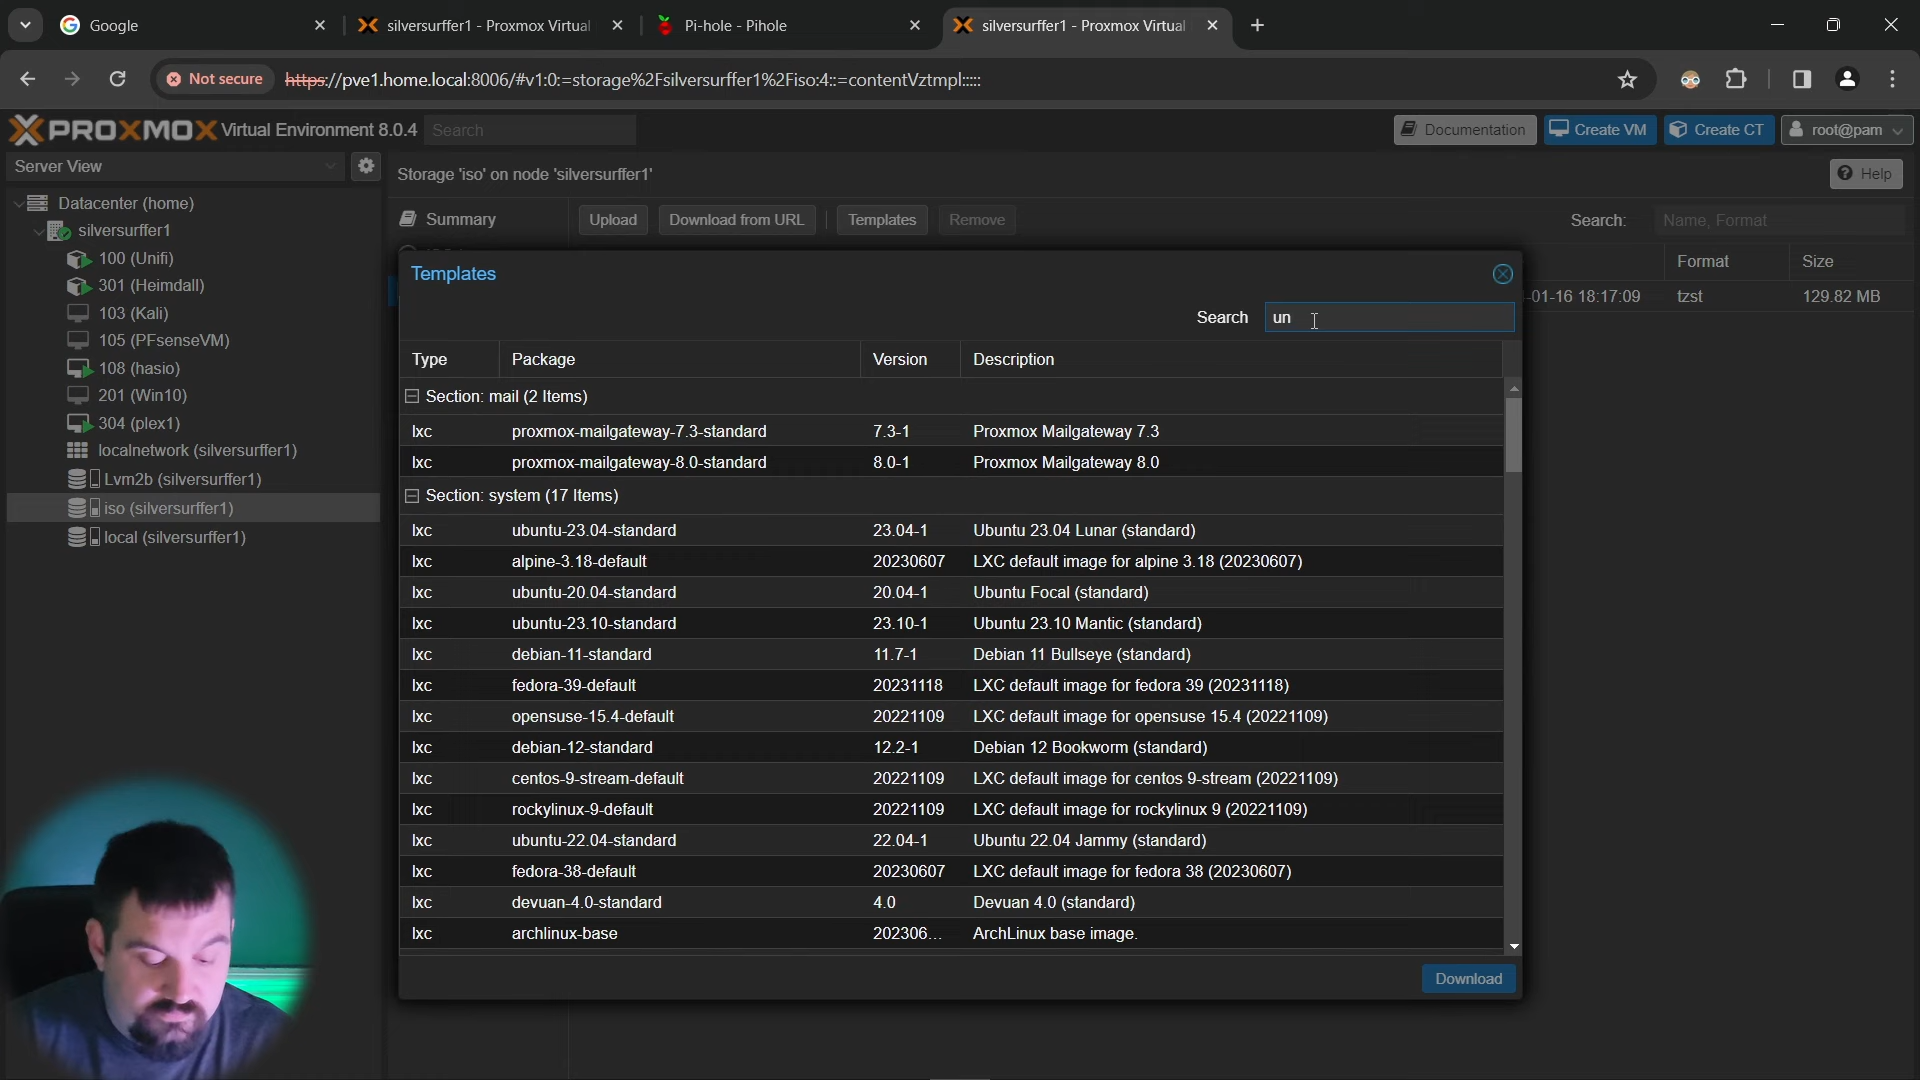 Google
silversurffer1 - Proxmox Virtual
Pi-hole - Pihole
silversurffer1 - Proxmox Virtual
Not secure
https://pve1.home.local:8006/#v1:0:=storage%2Fsilversurffer1%2Fiso:4::=contentVztmpl:::::
PROXMOX Virtual Environment 8.0.4
Search
Documentation
Create VM
Create CT
root@pam
Server View
Storage 'iso' on node 'silversurffer1'
Help
Datacenter (home)
silversurffer1
100 (Unifi)
301 (Heimdall)
103 (Kali)
105 (PFsenseVM)
108 (hasio)
201 (Win10)
304 (plex1)
localnetwork (silversurffer1)
Lvm2b (silversurffer1)
iso (silversurffer1)
local (silversurffer1)
Summary
Upload
Download from URL
Templates
Remove
Search:
Name, Format
Format
Size
-01-16 18:17:09
tzst
129.82 MB
Templates
Search
un
Type Package Version Description
Section: mail (2 Items)
lxc proxmox-mailgateway-7.3-standard 7.3-1 Proxmox Mailgateway 7.3
lxc proxmox-mailgateway-8.0-standard 8.0-1 Proxmox Mailgateway 8.0
Section: system (17 Items)
lxc ubuntu-23.04-standard 23.04-1 Ubuntu 23.04 Lunar (standard)
lxc alpine-3.18-default 20230607 LXC default image for alpine 3.18 (20230607)
lxc ubuntu-20.04-standard 20.04-1 Ubuntu Focal (standard)
lxc ubuntu-23.10-standard 23.10-1 Ubuntu 23.10 Mantic (standard)
lxc debian-11-standard 11.7-1 Debian 11 Bullseye (standard)
lxc fedora-39-default 20231118 LXC default image for fedora 39 (20231118)
lxc opensuse-15.4-default 20221109 LXC default image for opensuse 15.4 (20221109)
lxc debian-12-standard 12.2-1 Debian 12 Bookworm (standard)
lxc centos-9-stream-default 20221109 LXC default image for centos 9-stream (20221109)
lxc rockylinux-9-default 20221109 LXC default image for rockylinux 9 (20221109)
lxc ubuntu-22.04-standard 22.04-1 Ubuntu 22.04 Jammy (standard)
lxc fedora-38-default 20230607 LXC default image for fedora 38 (20230607)
lxc devuan-4.0-standard 4.0 Devuan 4.0 (standard)
lxc archlinux-base 202306... ArchLinux base image.
Download